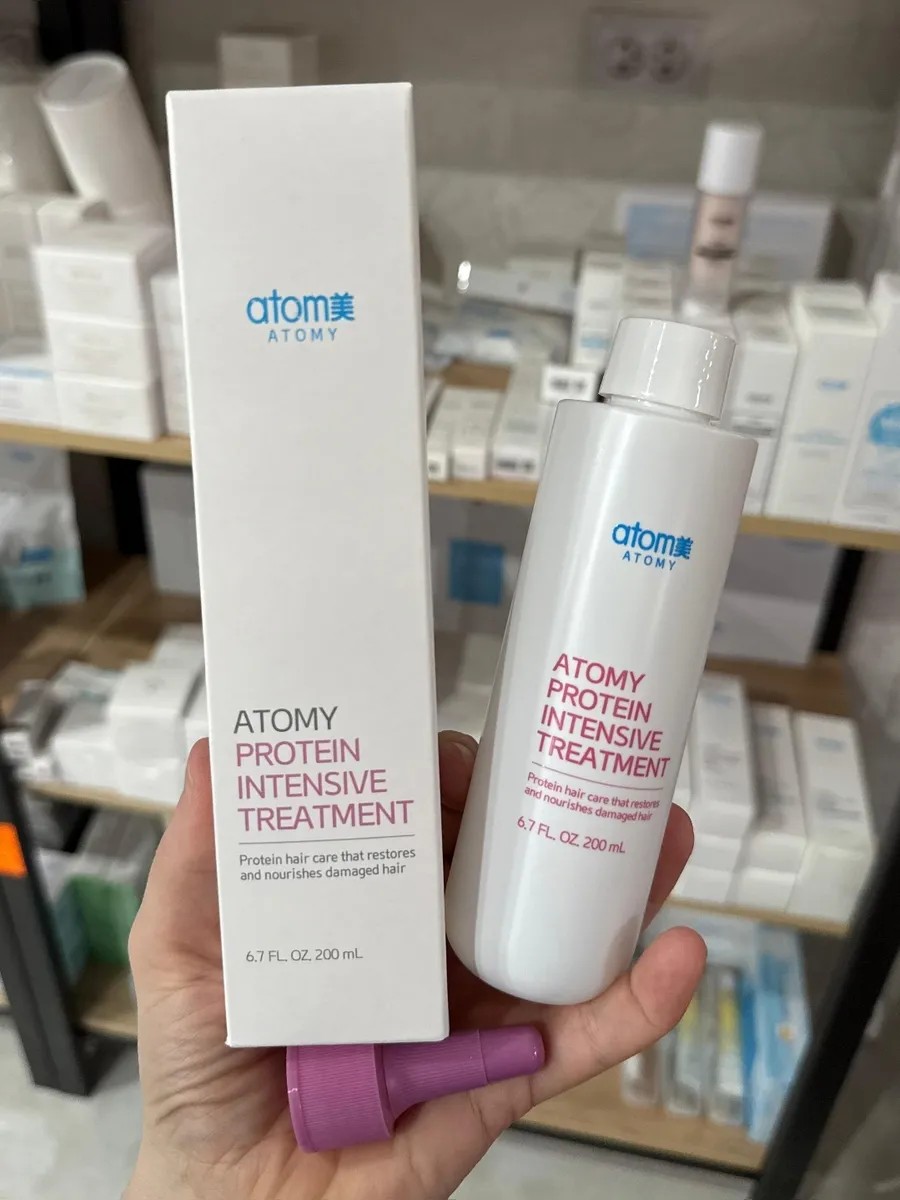 atom美
ATOMY
ATOMY
PROTEIN
INTENSIVE
TREATMENT
Protein hair care that restores
and nourishes damaged hair
6.7 FL. OZ. 200 mL
atom美
ATOMY
ATOMY
PROTEIN
INTENSIVE
TREATMENT
Protein hair care that restores
and nourishes damaged hair
6.7 FL. OZ. 200 mL